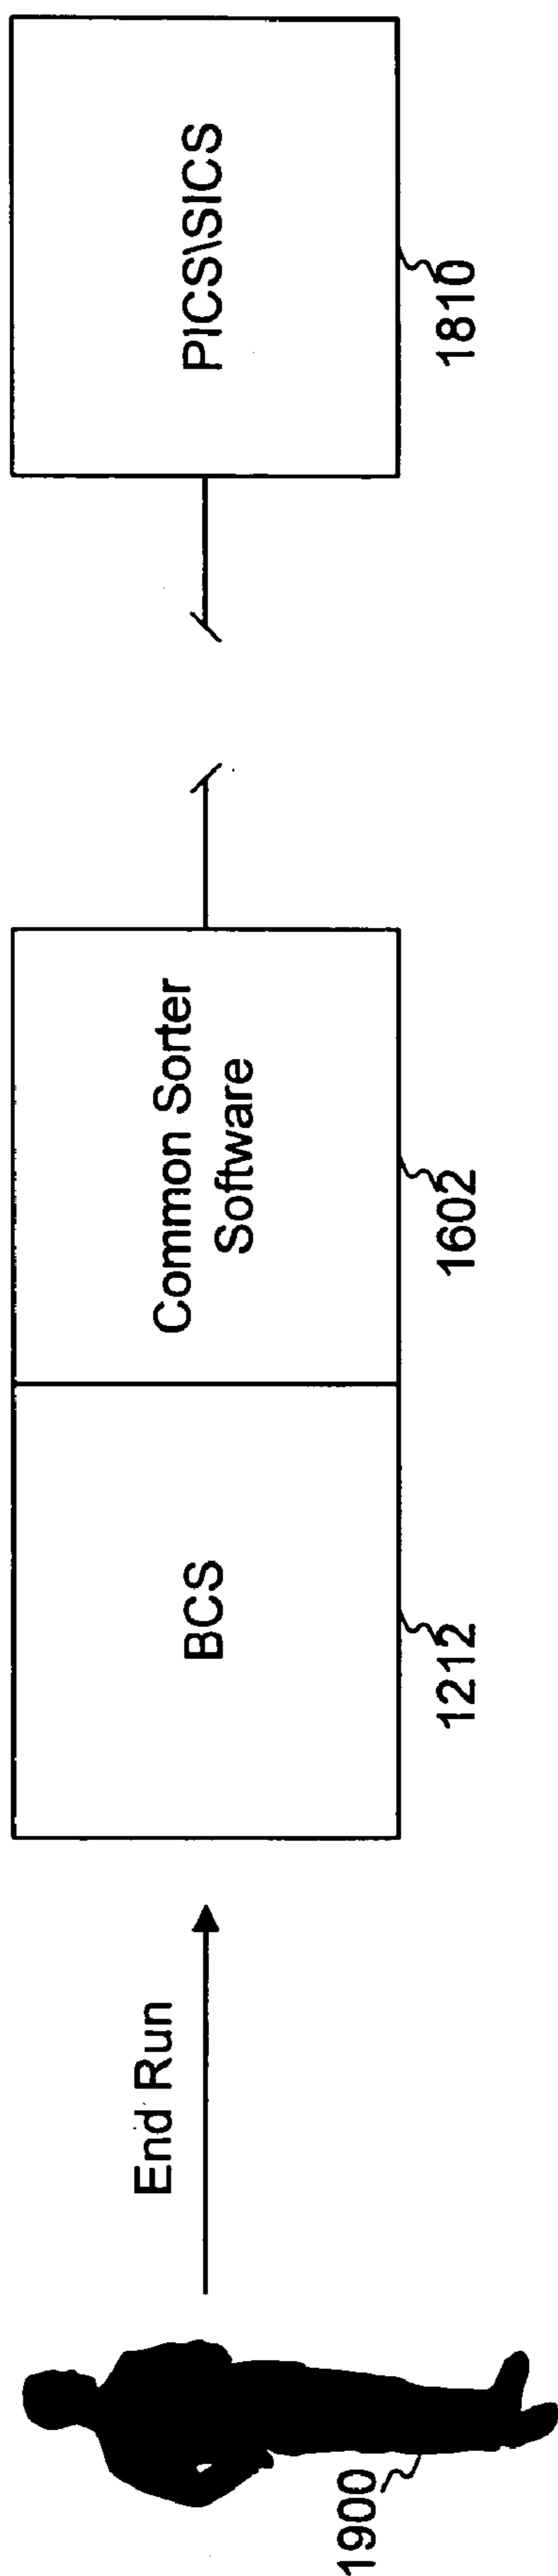 End Run
BCS
Common Sorter
Software
PICS\SICS
1900
1212
1602
1810